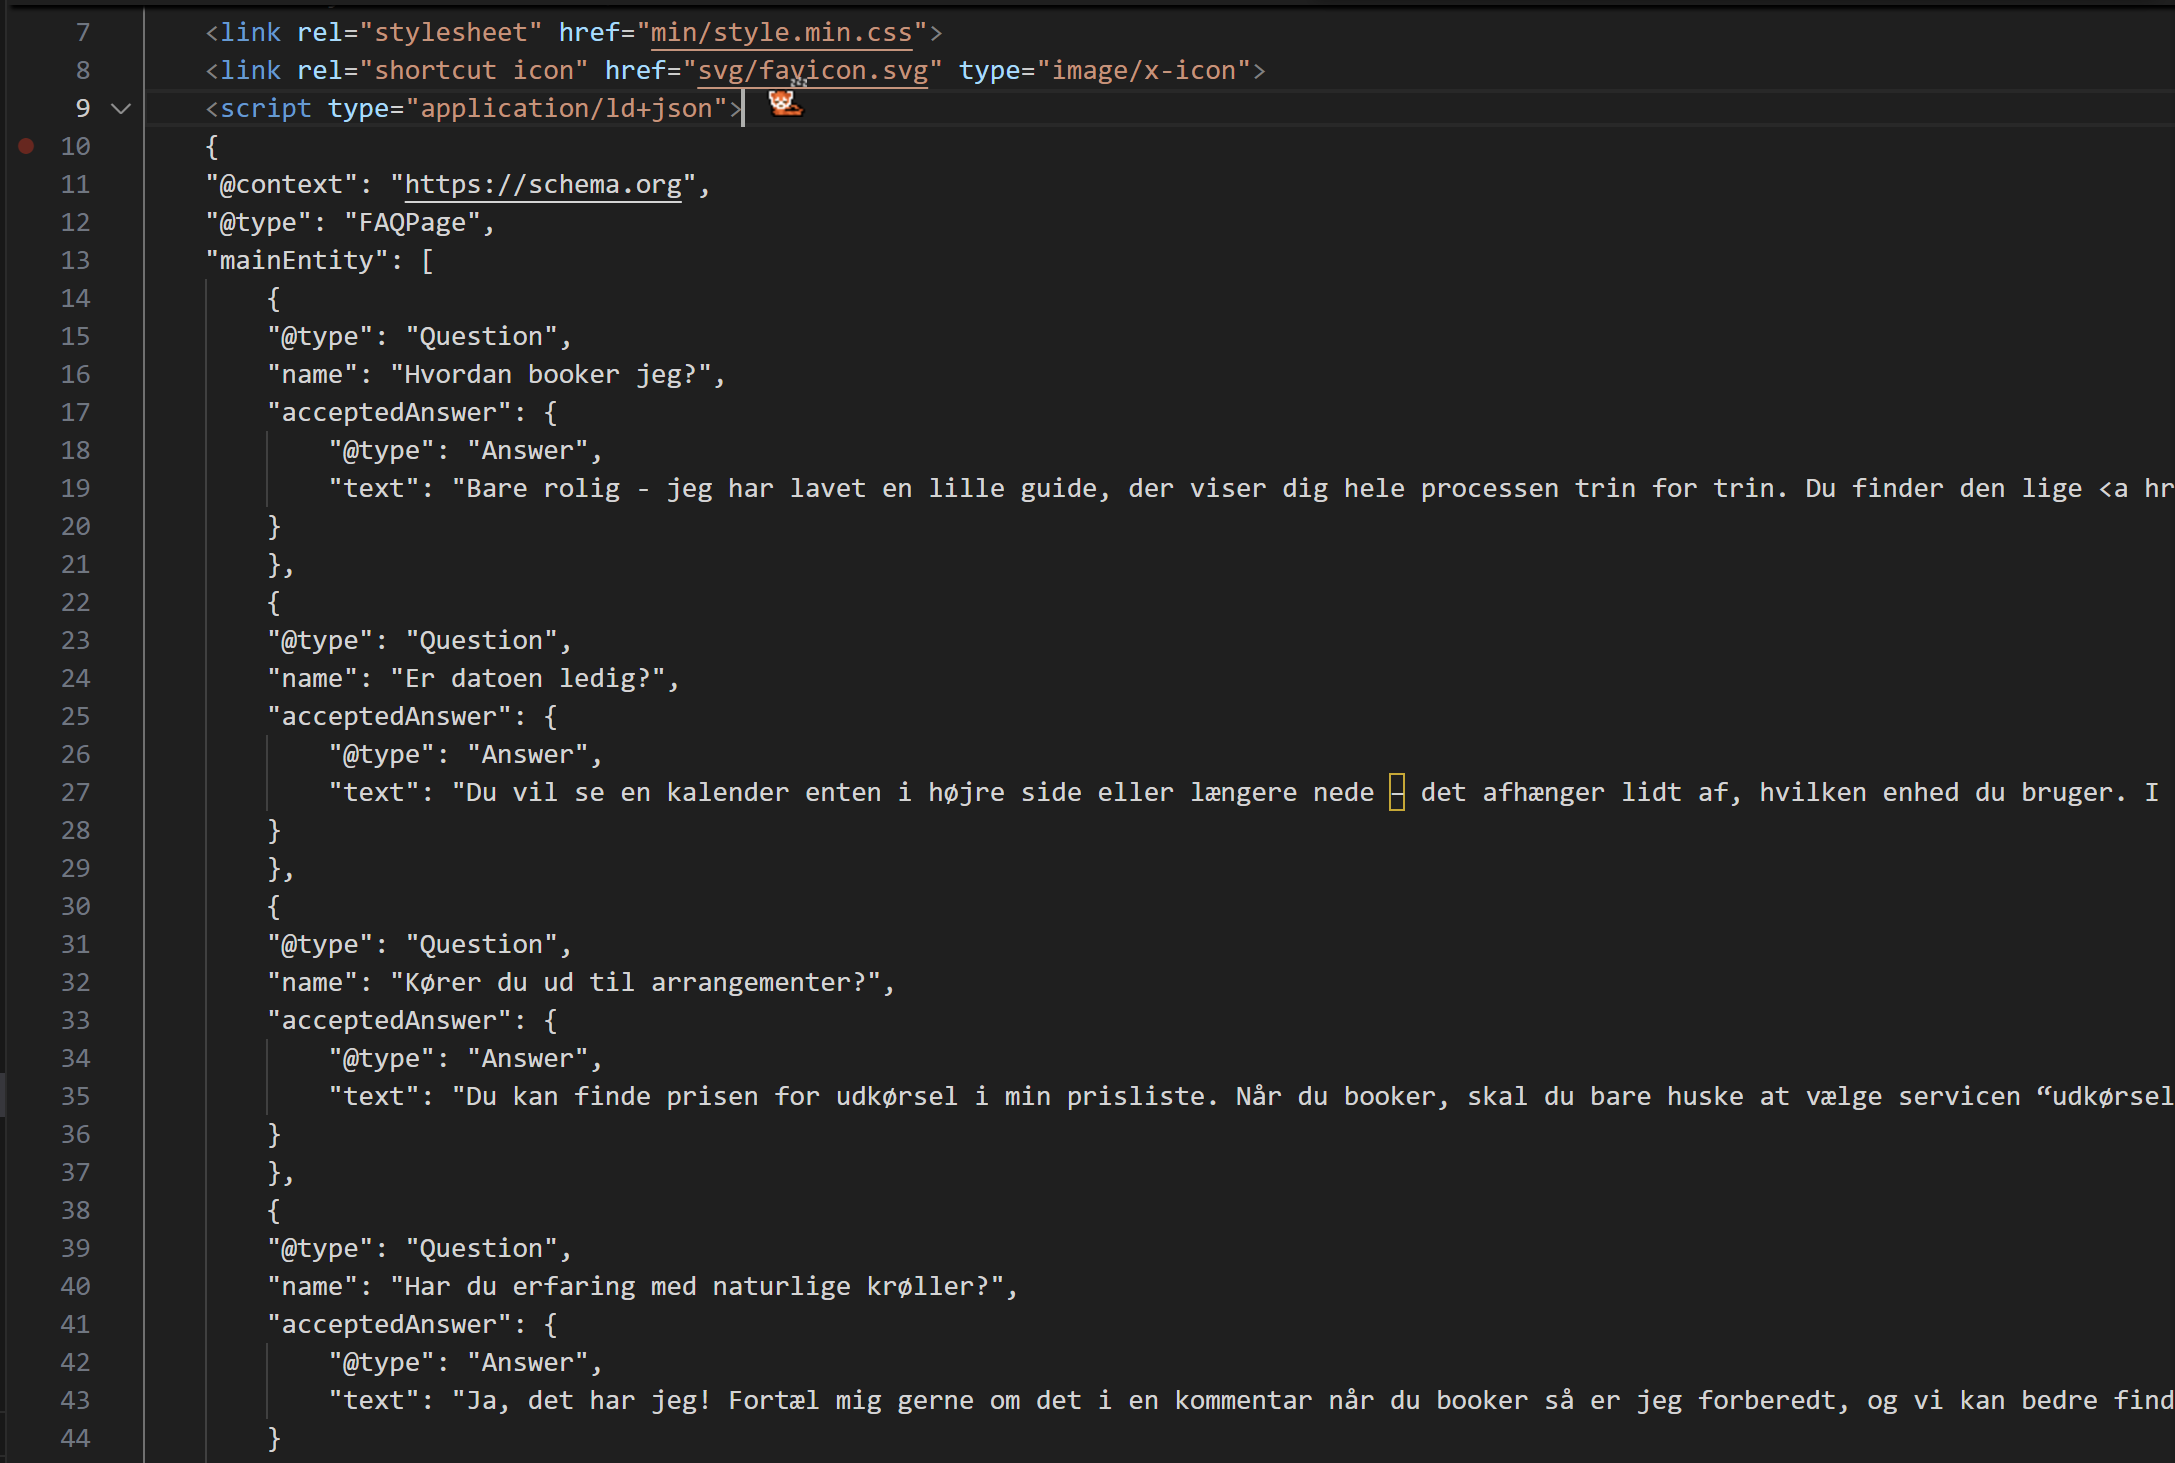 7 <link rel="stylesheet" href="min/style.min.css">
8 <link rel="shortcut icon" href="svg/favicon.svg" type="image/x-icon">
9 <script type="application/ld+json">
10 {
11 "@context": "https://schema.org",
12 "@type": "FAQPage",
13 "mainEntity": [
14 {
15 "@type": "Question",
16 "name": "Hvordan booker jeg?",
17 "acceptedAnswer": {
18 "@type": "Answer",
19 "text": "Bare rolig - jeg har lavet en lille guide, der viser dig hele processen trin for trin. Du finder den lige <a hr
20 }
21 },
22 {
23 "@type": "Question",
24 "name": "Er datoen ledig?",
25 "acceptedAnswer": {
26 "@type": "Answer",
27 "text": "Du vil se en kalender enten i højre side eller længere nede – det afhænger lidt af, hvilken enhed du bruger. I
28 }
29 },
30 {
31 "@type": "Question",
32 "name": "Kører du ud til arrangementer?",
33 "acceptedAnswer": {
34 "@type": "Answer",
35 "text": "Du kan finde prisen for udkørsel i min prisliste. Når du booker, skal du bare huske at vælge servicen “udkørsel
36 }
37 },
38 {
39 "@type": "Question",
40 "name": "Har du erfaring med naturlige krøller?",
41 "acceptedAnswer": {
42 "@type": "Answer",
43 "text": "Ja, det har jeg! Fortæl mig gerne om det i en kommentar når du booker så er jeg forberedt, og vi kan bedre find
44 }